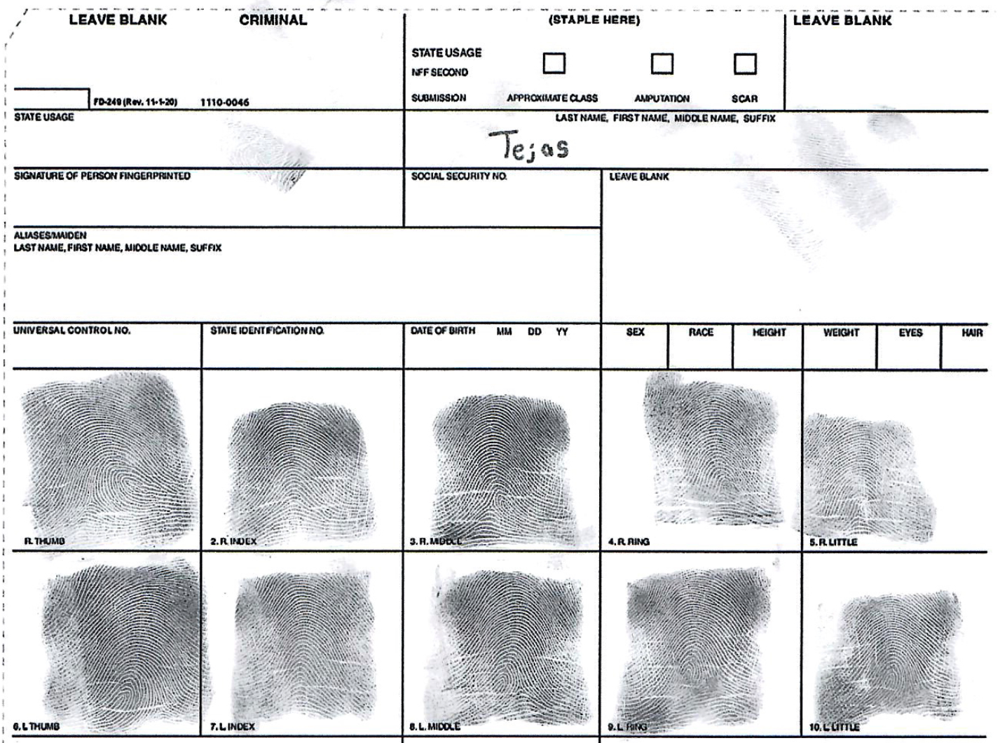 LEAVE BLANK CRIMINAL (STAPLE HERE) LEAVE BLANK
STATE USAGE
NFF SECOND
SUBMISSION APPROXIMATE CLASS AMPUTATION SCAR
FD-249 (Rev. 11-1-20) 1110-0046
STATE USAGE LAST NAME, FIRST NAME, MIDDLE NAME, SUFFIX
Tejas
SIGNATURE OF PERSON FINGERPRINTED SOCIAL SECURITY NO. LEAVE BLANK
ALIASES/MAIDEN
LAST NAME, FIRST NAME, MIDDLE NAME, SUFFIX
UNIVERSAL CONTROL NO. STATE IDENTIFICATION NO. DATE OF BIRTH MM DD YY SEX RACE HEIGHT WEIGHT EYES HAIR
R. THUMB 2. R. INDEX 3. R. MIDDLE 4. R. RING 5. R. LITTLE
6. L. THUMB 7. L. INDEX 8. L. MIDDLE 9. L. RING 10. L. LITTLE